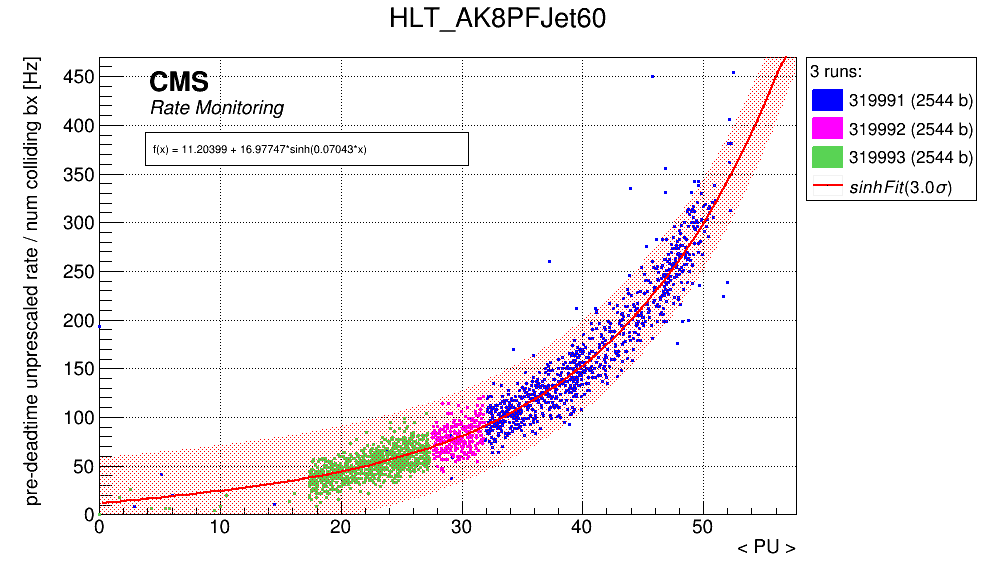 HLT_AK8PFJet60
pre-deadtime unprescaled rate / num colliding bx [Hz]
450
400
350
300
250
200
150
100
50
0
CMS
Rate Monitoring
f(x) = 11.20399 + 16.97747*sinh(0.07043*x)
3 runs:
319991 (2544 b)
319992 (2544 b)
319993 (2544 b)
sinhFit(3.0σ)
0 10 20 30 40 50
< PU >